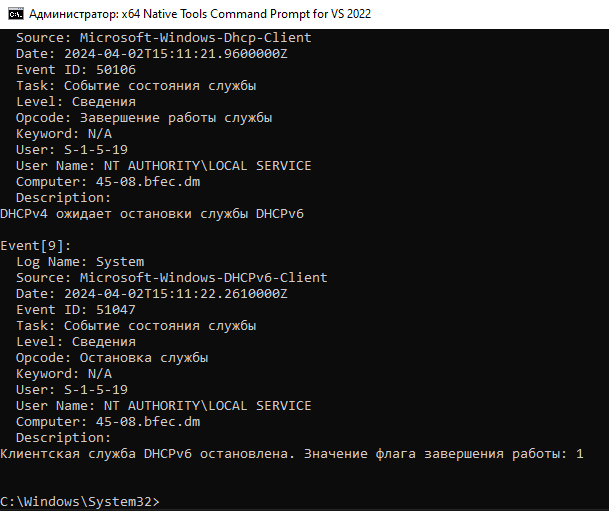 Администратор: x64 Native Tools Command Prompt for VS 2022
Source: Microsoft-Windows-Dhcp-Client
Date: 2024-04-02T15:11:21.9600000Z
Event ID: 50106
Task: Событие состояния службы
Level: Сведения
Opcode: Завершение работы службы
Keyword: N/A
User: S-1-5-19
User Name: NT AUTHORITY\LOCAL SERVICE
Computer: 45-08.bfec.dm
Description:
DHCPv4 ожидает остановки службы DHCPv6
Event[9]:
Log Name: System
Source: Microsoft-Windows-DHCPv6-Client
Date: 2024-04-02T15:11:22.2610000Z
Event ID: 51047
Task: Событие состояния службы
Level: Сведения
Opcode: Остановка службы
Keyword: N/A
User: S-1-5-19
User Name: NT AUTHORITY\LOCAL SERVICE
Computer: 45-08.bfec.dm
Description:
Клиентская служба DHCPv6 остановлена. Значение флага завершения работы: 1
C:\Windows\System32>